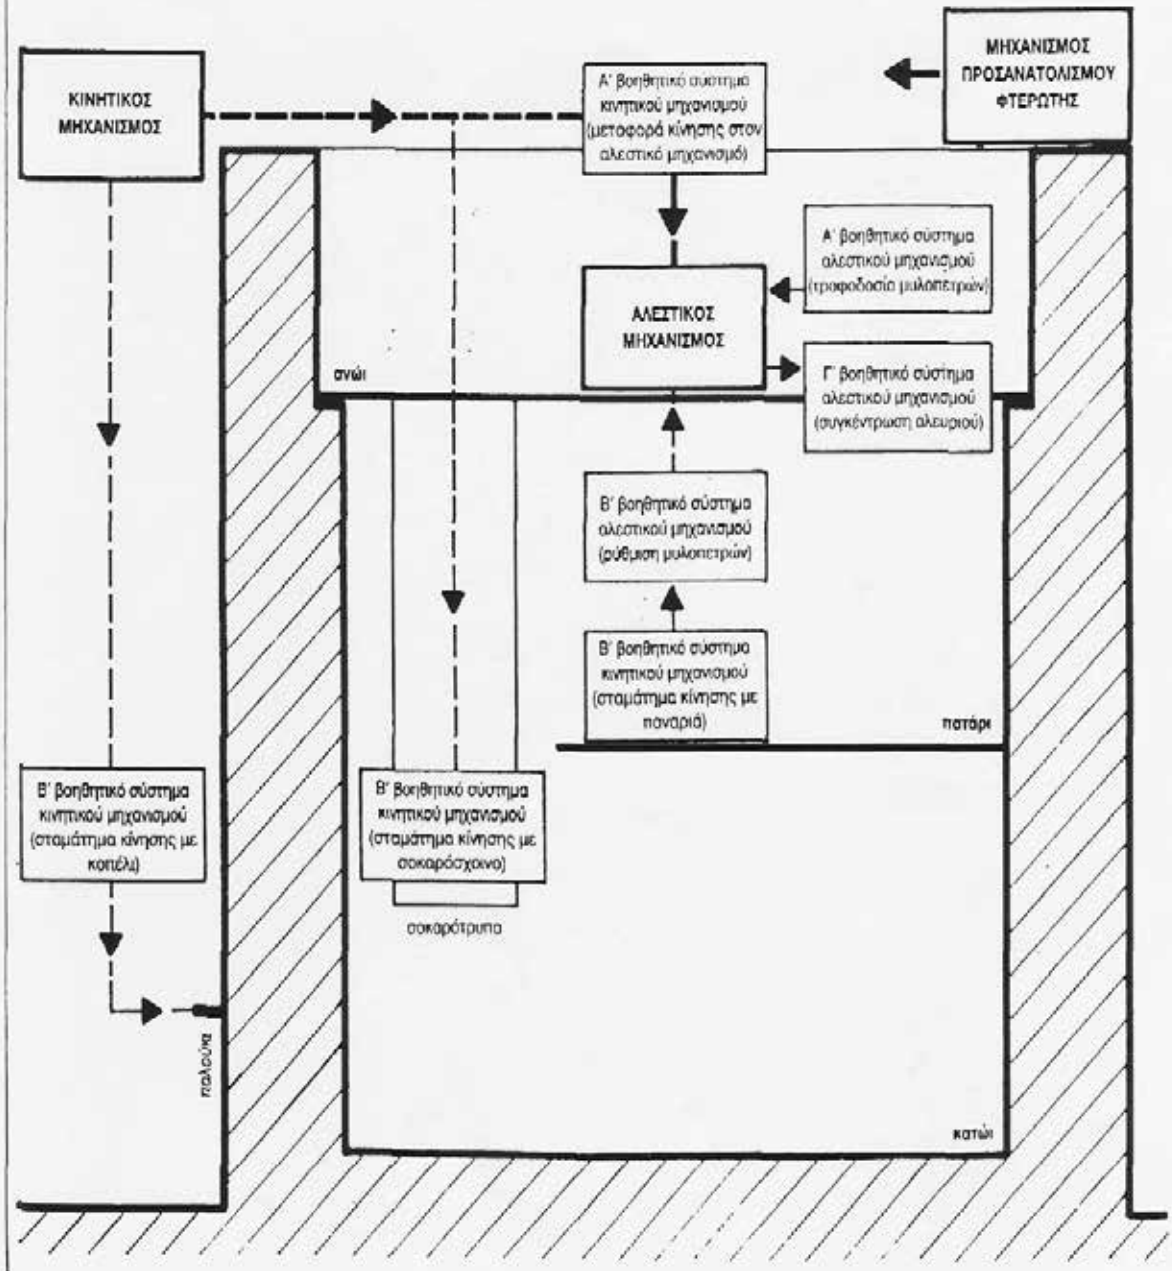 ΜΗΧΑΝΙΣΜΟΣ
ΠΡΟΣΑΝΑΤΟΛΙΣΜΟΥ
ΦΤΕΡΩΤΗΣ
ΚΙΝΗΤΙΚΟΣ
ΜΗΧΑΝΙΣΜΟΣ
Α' βοηθητικό σύστημα
κινητικού μηχανισμού
(μεταφορά κίνησης στον
αλεστικό μηχανισμό)
Α' βοηθητικό σύστημα
αλεστικού μηχανισμού
(τροφοδοσία μυλοπετρών)
ΑΛΕΣΤΙΚΟΣ
ΜΗΧΑΝΙΣΜΟΣ
ανώι
Γ' βοηθητικό σύστημα
αλεστικού μηχανισμού
(συγκέντρωση αλευριού)
Β' βοηθητικό σύστημα
αλεστικού μηχανισμού
(ρύθμιση μυλοπετρών)
Β' βοηθητικό σύστημα
κινητικού μηχανισμού
(σταμάτημα κίνησης με
παναριά)
πατάρι
Β' βοηθητικό σύστημα
κινητικού μηχανισμού
(σταμάτημα κίνησης με
κοπέλι)
Β' βοηθητικό σύστημα
κινητικού μηχανισμού
(σταμάτημα κίνησης με
σοκαρόσχοινο)
σοκαρότρυπα
παλούκι
κατώι